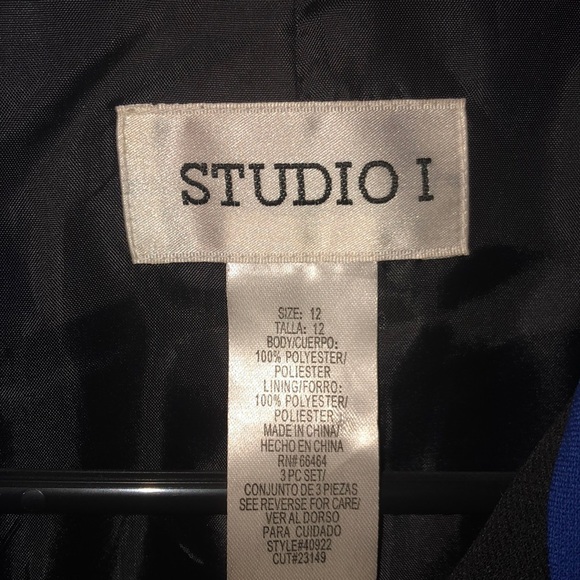 STUDIO I
SIZE: 12
TALLA: 12
BODY/CUERPO:
100% POLYESTER/
POLIESTER
LINING/FORRO:
100% POLYESTER/
POLIESTER
MADE IN CHINA/
HECHO EN CHINA
RN# 66464
3 PC SET/
CONJUNTO DE 3 PIEZAS
SEE REVERSE FOR CARE/
VER AL DORSO
PARA CUIDADO
STYLE#40922
CUT#23149